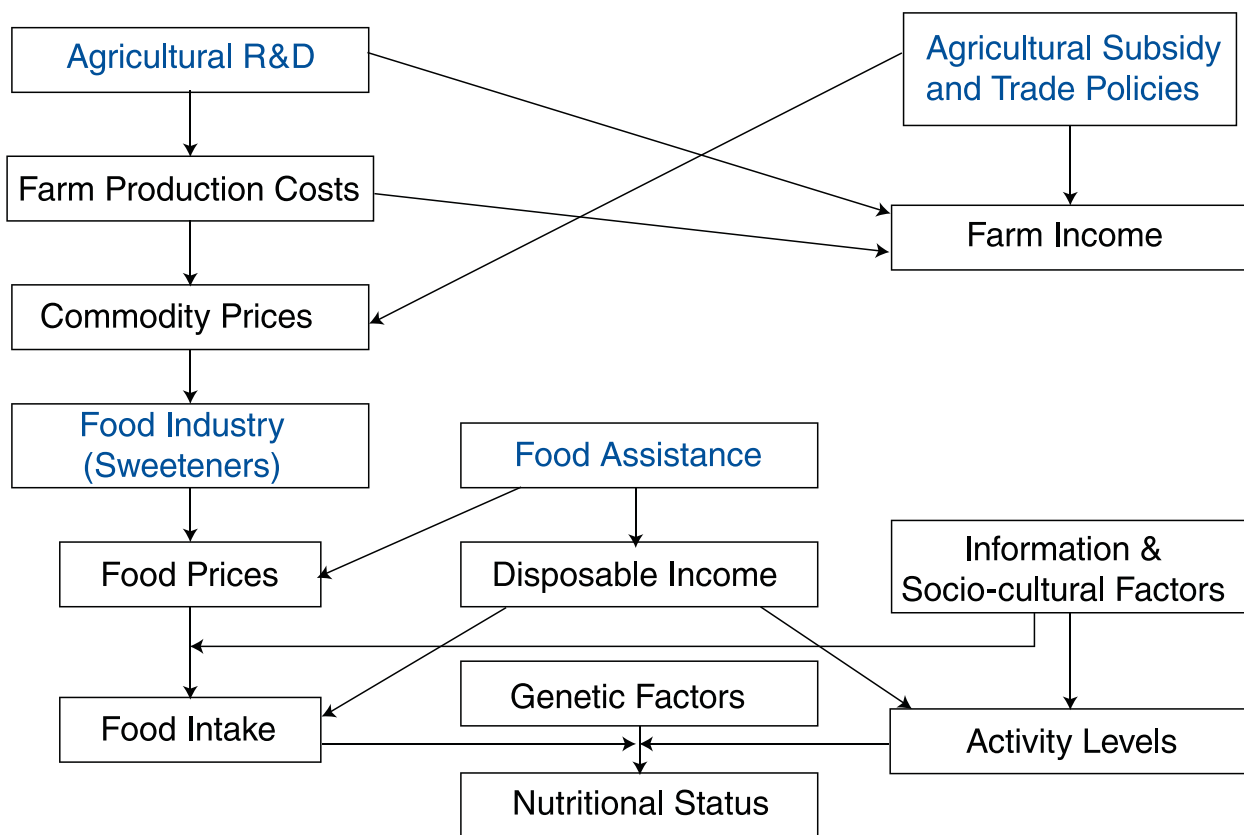 Agricultural R&D
Agricultural Subsidy
and Trade Policies
Farm Production Costs
Farm Income
Commodity Prices
Food Industry
(Sweeteners)
Food Assistance
Food Prices
Disposable Income
Information &
Socio-cultural Factors
Genetic Factors
Food Intake
Activity Levels
Nutritional Status